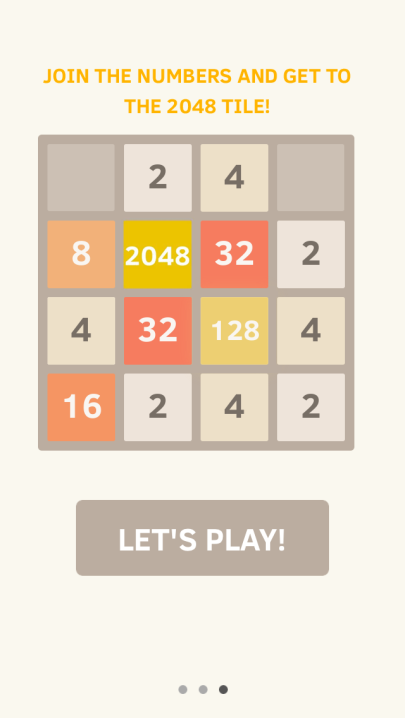 JOIN THE NUMBERS AND GET TO
THE 2048 TILE!
2 4
8 2048 32 2
4 32 128 4
16 2 4 2
LET'S PLAY!